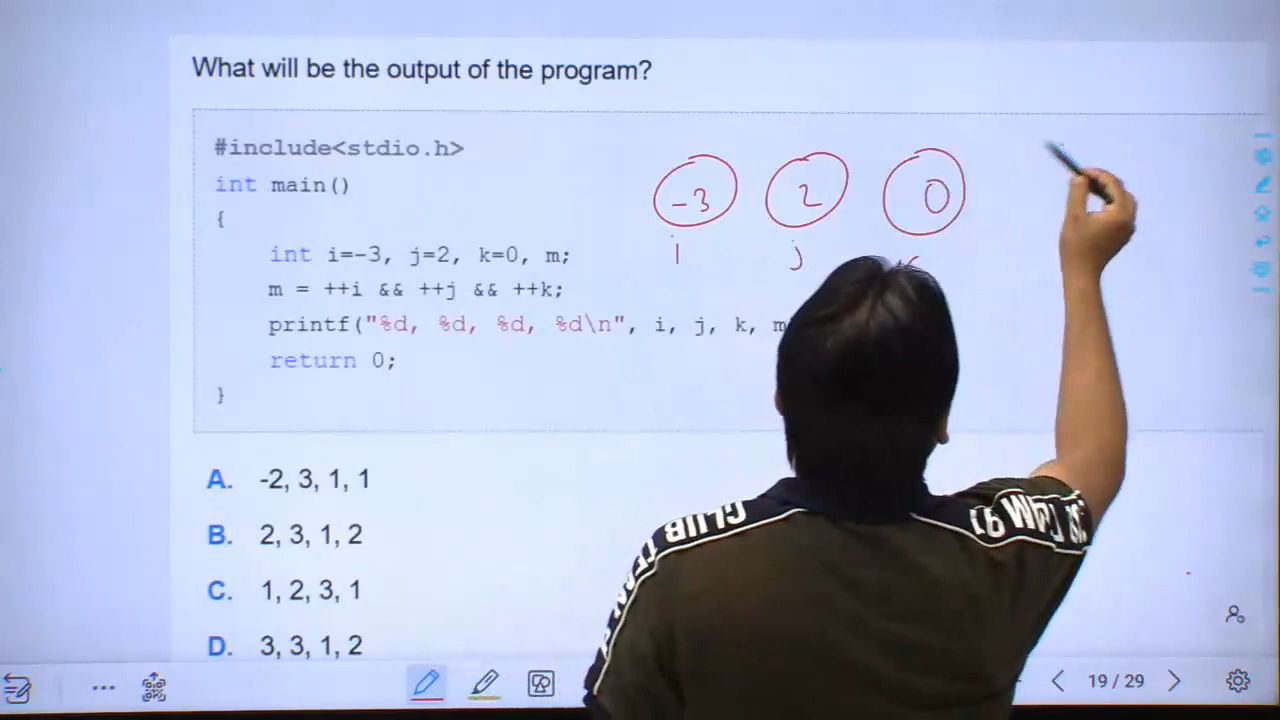 What will be the output of the program?
#include<stdio.h>
int main()
{
int i=-3, j=2, k=0, m;
m = ++i && ++j && ++k;
printf("%d, %d, %d, %d\n", i, j, k, m
return 0;
}
-3 2 0
i j
A. -2, 3, 1, 1
B. 2, 3, 1, 2
C. 1, 2, 3, 1
D. 3, 3, 1, 2
CLUB
19 / 29